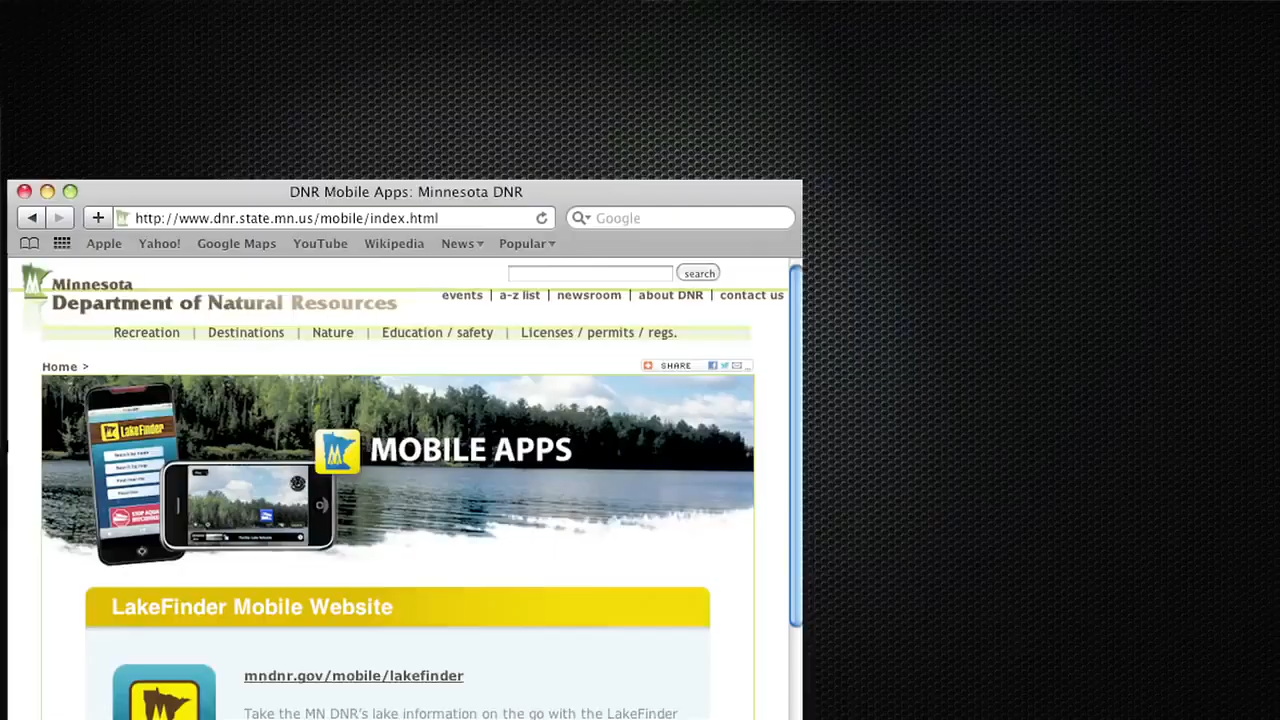 DNR Mobile Apps: Minnesota DNR
http://www.dnr.state.mn.us/mobile/index.html
Google
Apple Yahoo! Google Maps YouTube Wikipedia News Popular
Minnesota
Department of Natural Resources
search
events | a-z list | newsroom | about DNR | contact us
Recreation | Destinations | Nature | Education / safety | Licenses / permits / regs.
Home >
SHARE
LakeFinder
MOBILE APPS
LakeFinder Mobile Website
mndnr.gov/mobile/lakefinder
Take the MN DNR's lake information on the go with the LakeFinder